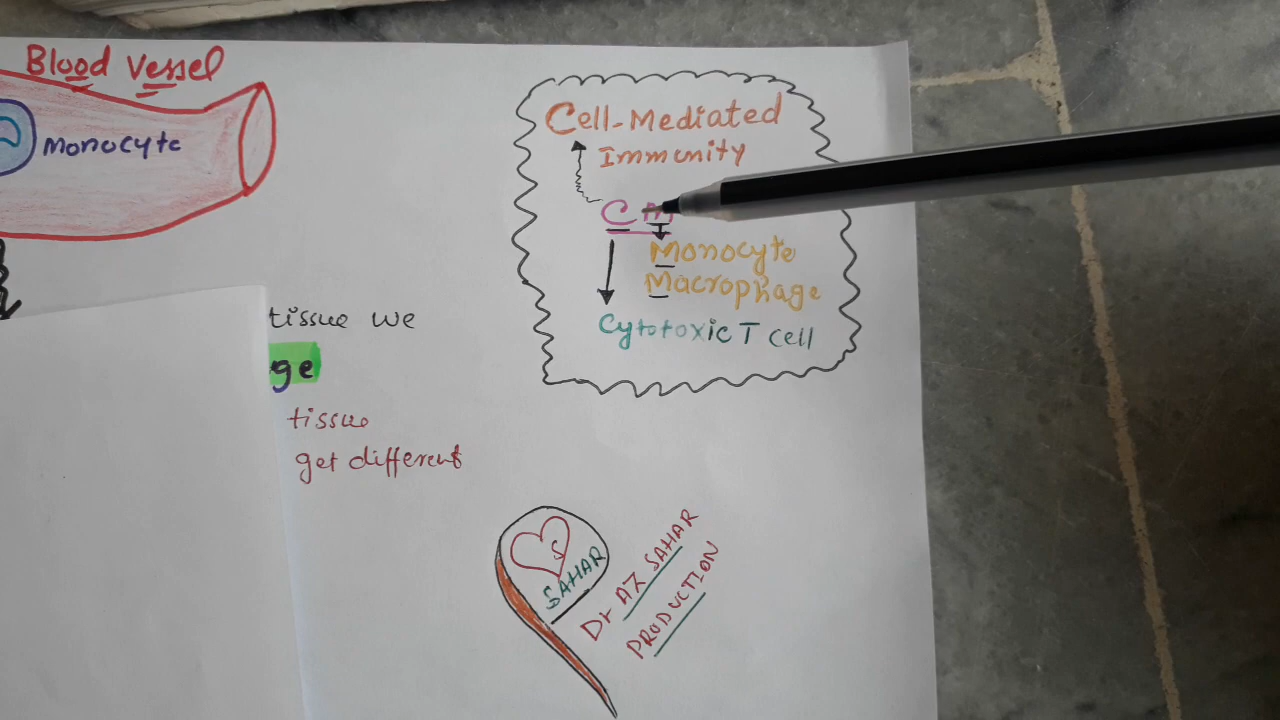 Blood Vessel
Monocyte
tissue we
ge
tissue
get different
Cell-Mediated
Immunity
C M
Monocyte
Macrophage
Cytotoxic T cell
S
SAHAR
Dr AZ SAHAR
PRODUCTION